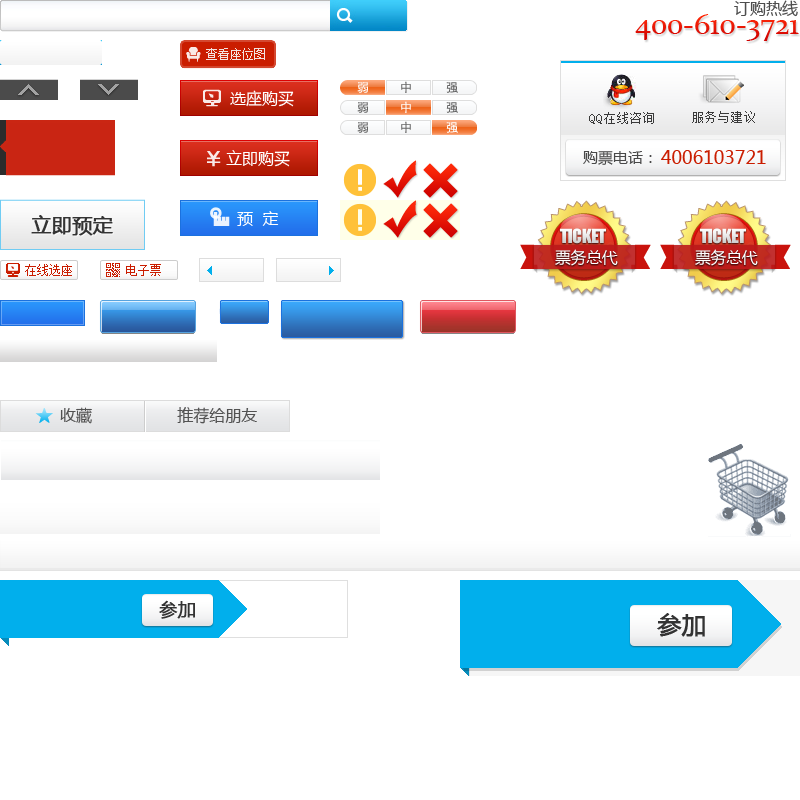 订购热线
400-610-3721
查看座位图
选座购买
弱 中 强
弱 中 强
弱 中 强
QQ在线咨询
服务与建议
立即购买
购票电话：4006103721
立即预定
预 定
TICKET
票务总代
TICKET
票务总代
在线选座
电子票
收藏
推荐给朋友
参加
参加